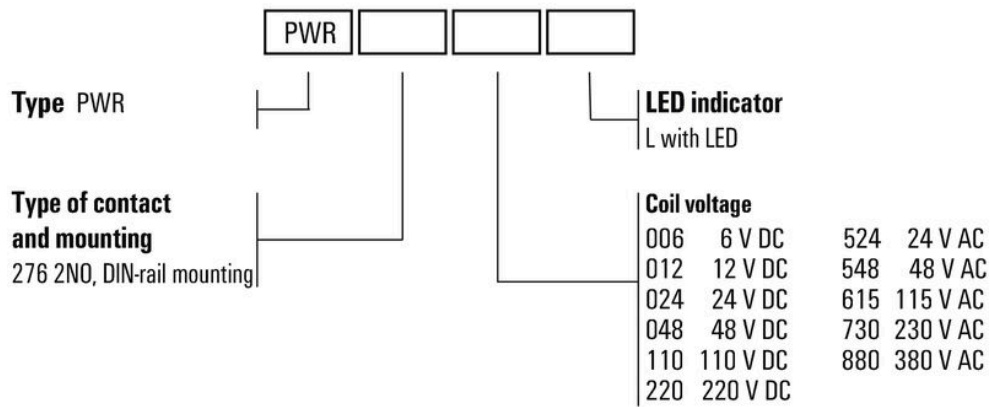 PWR
Type PWR
LED indicator
L with LED
Type of contact
and mounting
276 2NO, DIN-rail mounting
Coil voltage
006 6 V DC 524 24 V AC
012 12 V DC 548 48 V AC
024 24 V DC 615 115 V AC
048 48 V DC 730 230 V AC
110 110 V DC 880 380 V AC
220 220 V DC